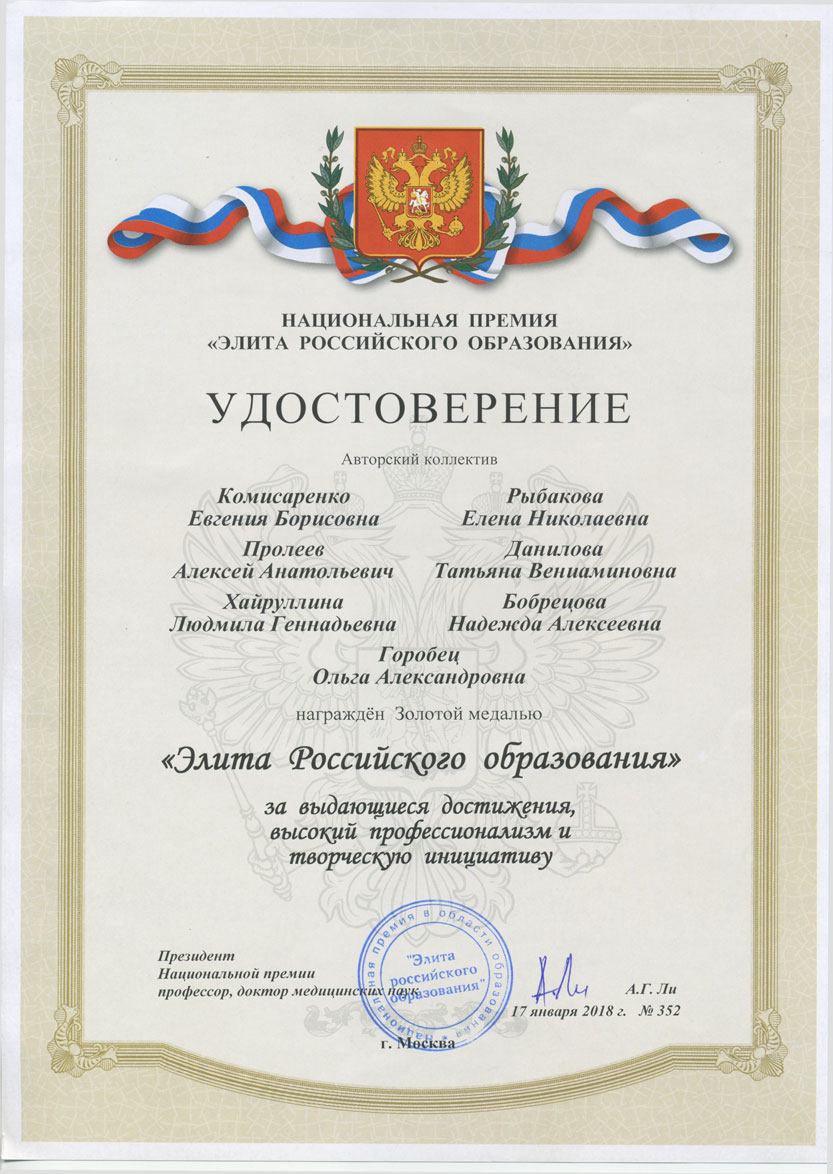 НАЦИОНАЛЬНАЯ ПРЕМИЯ
«ЭЛИТА РОССИЙСКОГО ОБРАЗОВАНИЯ»
УДОСТОВЕРЕНИЕ
Авторский коллектив
Комисаренко
Евгения Борисовна
Рыбакова
Елена Николаевна
Пролеев
Алексей Анатольевич
Данилова
Татьяна Вениаминовна
Хайруллина
Людмила Геннадьевна
Бобрецова
Надежда Алексеевна
Горобец
Ольга Александровна
награждён Золотой медалью
«Элита Российского образования»
за выдающиеся достижения,
высокий профессионализм и
творческую инициативу
Президент
Национальной премии
профессор, доктор медицинских наук
А.Г. Ли
17 января 2018 г. № 352
г. Москва
Национальная премия в области образования *
"Элита
российского
образования"